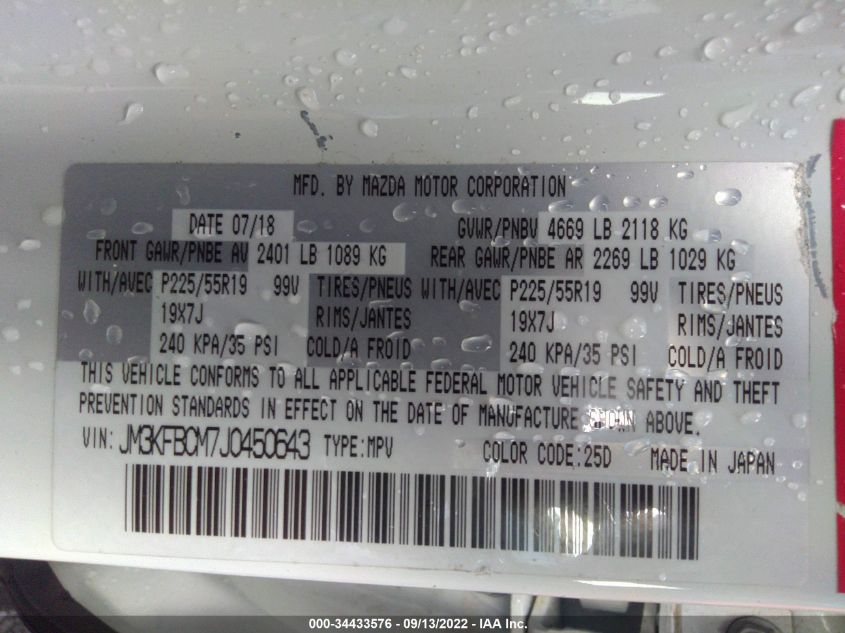 MFD. BY MAZDA MOTOR CORPORATION
DATE 07/18 GVWR/PNBV 4669 LB 2118 KG
FRONT GAWR/PNBE AV 2401 LB 1089 KG REAR GAWR/PNBE AR 2269 LB 1029 KG
WITH/AVEC P225/55R19 99V TIRES/PNEUS WITH/AVEC P225/55R19 99V TIRES/PNEUS
19X7J RIMS/JANTES 19X7J RIMS/JANTES
240 KPA/35 PSI COLD/A FROID 240 KPA/35 PSI COLD/A FROID
THIS VEHICLE CONFORMS TO ALL APPLICABLE FEDERAL MOTOR VEHICLE SAFETY AND THEFT
PREVENTION STANDARDS IN EFFECT ON THE DATE OF MANUFACTURE SHOWN ABOVE.
VIN: JM3KFBCM7J0450643 TYPE:MPV COLOR CODE:25D MADE IN JAPAN
000-34433576 - 09/13/2022 - IAA Inc.